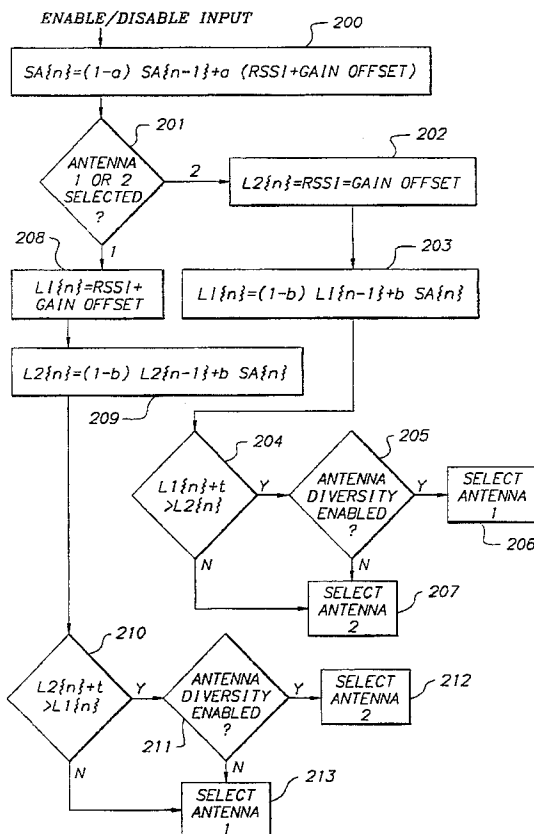 ENABLE/DISABLE INPUT
200
SA{n}=(1-a) SA{n-1}+a (RSSI+GAIN OFFSET)
201
ANTENNA
1 OR 2
SELECTED
?
2
1
202
L2{n}=RSSI=GAIN OFFSET
208
LI{n}=RSSI+
GAIN OFFSET
203
LI{n}=(1-b) LI{n-1}+b SA{n}
L2{n}=(1-b) L2{n-1}+b SA{n}
209
204
L1{n}+t
>L2{n}
Y
N
205
ANTENNA
DIVERSITY
ENABLED
?
Y
N
SELECT
ANTENNA
1
206
SELECT
ANTENNA
2
207
210
L2{n}+t
>L1{n}
Y
N
ANTENNA
DIVERSITY
ENABLED
?
211
Y
N
SELECT
ANTENNA
2
212
SELECT
ANTENNA
1
213